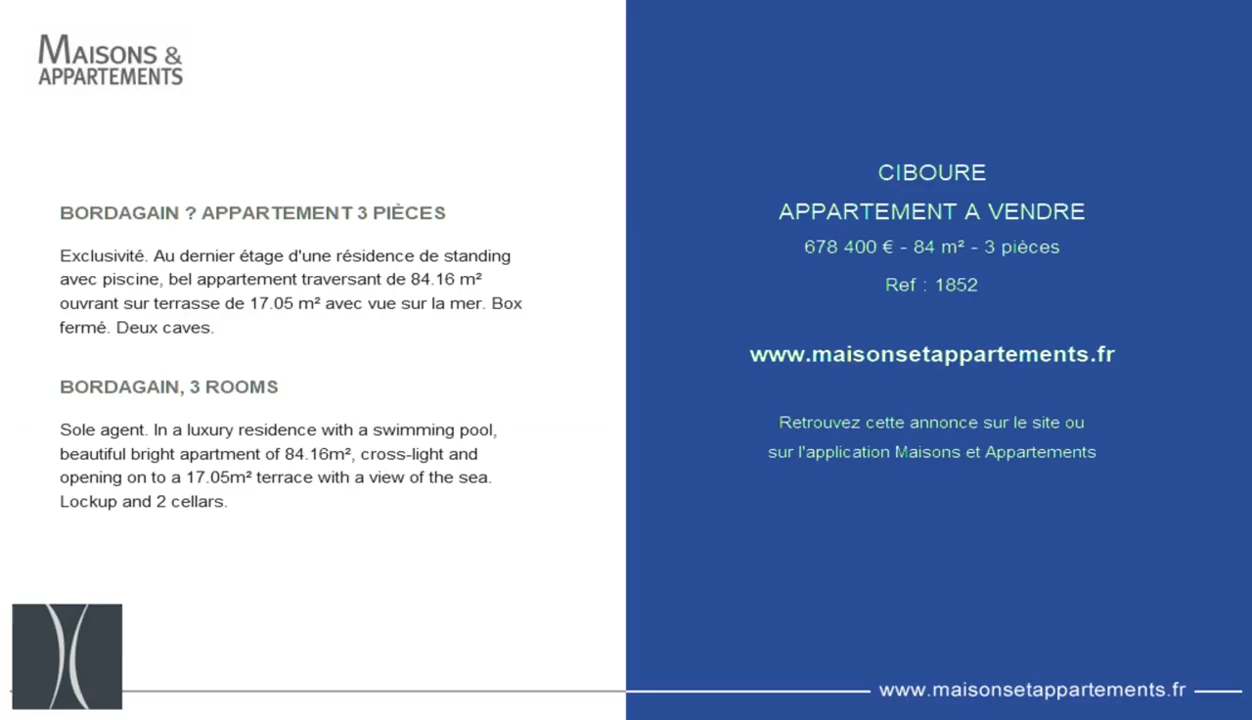 MAISONS &
APPARTEMENTS
BORDAGAIN ? APPARTEMENT 3 PIÈCES
Exclusivité. Au dernier étage d'une résidence de standing
avec piscine, bel appartement traversant de 84.16 m²
ouvrant sur terrasse de 17.05 m² avec vue sur la mer. Box
fermé. Deux caves.
BORDAGAIN, 3 ROOMS
Sole agent. In a luxury residence with a swimming pool,
beautiful bright apartment of 84.16m², cross-light and
opening on to a 17.05m² terrace with a view of the sea.
Lockup and 2 cellars.
CIBOURE
APPARTEMENT A VENDRE
678 400 € - 84 m² - 3 pièces
Ref : 1852
www.maisonsetappartements.fr
Retrouvez cette annonce sur le site ou
sur l'application Maisons et Appartements
www.maisonsetappartements.fr